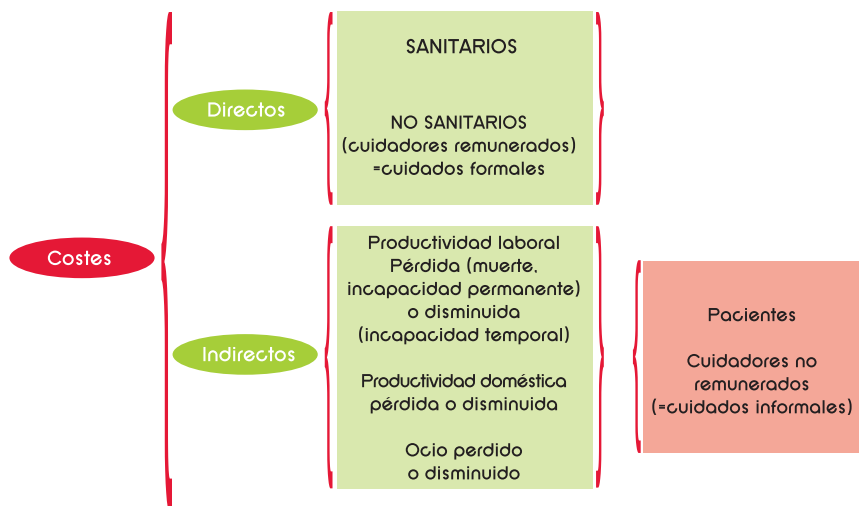 Costes
Directos
SANITARIOS
NO SANITARIOS
(cuidadores remunerados)
=cuidados formales
Indirectos
Productividad laboral
Pérdida (muerte,
incapacidad permanente)
o disminuida
(incapacidad temporal)
Productividad doméstica
pérdida o disminuida
Ocio perdido
o disminuido
Pacientes
Cuidadores no
remunerados
(=cuidados informales)